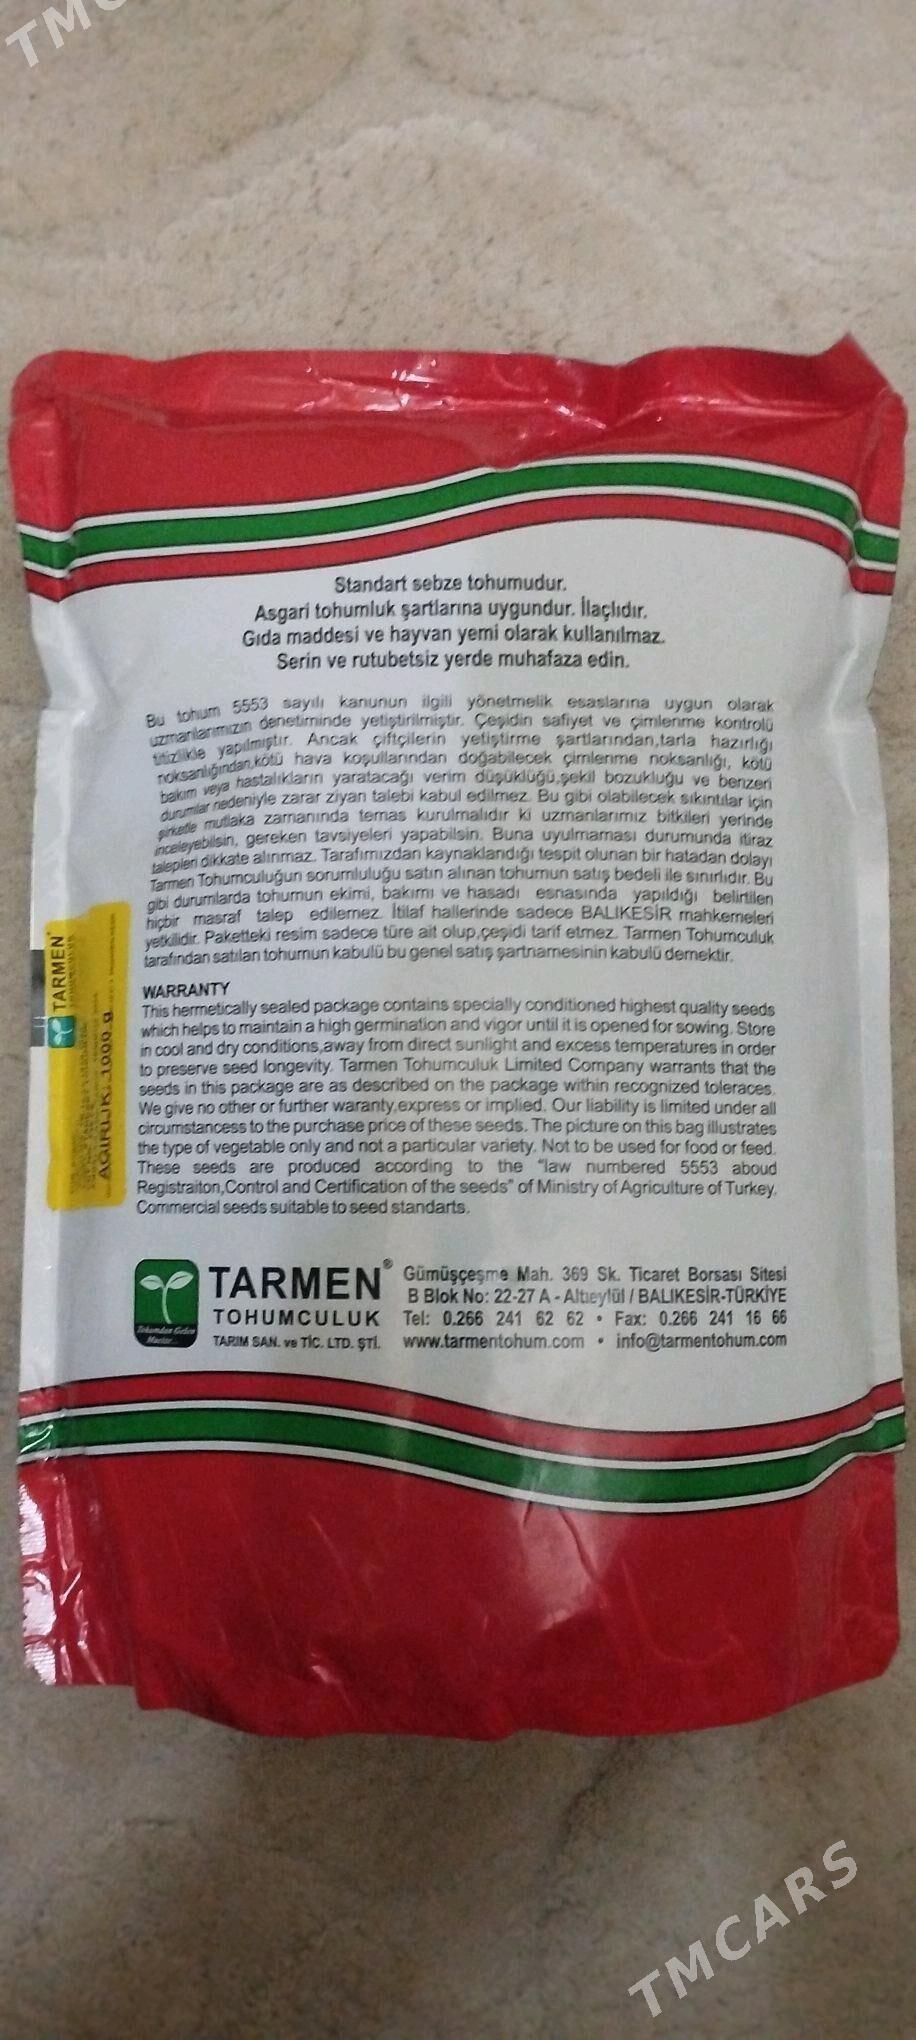 Standart sebze tohumudur.
Asgari tohumluk şartlarına uygundur. İlaçlıdır.
Gıda maddesi ve hayvan yemi olarak kullanılmaz.
Serin ve rutubetsiz yerde muhafaza edin.
Bu tohum 5553 sayılı kanunun ilgili yönetmelik esaslarına uygun olarak
uzmanlarımızın denetiminde yetiştirilmiştir. Çeşidin safiyet ve çimlenme kontrolü
titizlikle yapılmıştır. Ancak çiftçilerin yetiştirme şartlarından,tarla hazırlığı
noksanlığından,kötü hava koşullarından doğabilecek çimlenme noksanlığı, kötü
bakım veya hastalıkların yaratacağı verim düşüklüğü,şekil bozukluğu ve benzeri
durumlar nedeniyle zarar ziyan talebi kabul edilmez. Bu gibi olabilecek sıkıntılar için
şirketle mutlaka zamanında temas kurulmalıdır ki uzmanlarımız bitkileri yerinde
inceleyebilsin, gereken tavsiyeleri yapabilsin. Buna uyulmaması durumunda itiraz
talepleri dikkate alınmaz. Tarafımızdan kaynaklandığı tespit olunan bir hatadan dolayı
Tarmen Tohumculuğun sorumluluğu satın alınan tohumun satış bedeli ile sınırlıdır. Bu
gibi durumlarda tohumun ekimi, bakımı ve hasadı esnasında yapıldığı belirtilen
hiçbir masraf talep edilemez. İtilaf hallerinde sadece BALIKESİR mahkemeleri
yetkilidir. Paketteki resim sadece türe ait olup,çeşidi tarif etmez. Tarmen Tohumculuk
tarafından satılan tohumun kabulü bu genel satış şartnamesinin kabulü demektir.
WARRANTY
This hermetically sealed package contains specially conditioned highest quality seeds
which helps to maintain a high germination and vigor until it is opened for sowing. Store
in cool and dry conditions,away from direct sunlight and excess temperatures in order
to preserve seed longevity. Tarmen Tohumculuk Limited Company warrants that the
seeds in this package are as described on the package within recognized toleraces.
We give no other or further waranty,express or implied. Our liability is limited under all
circumstancess to the purchase price of these seeds. The picture on this bag illustrates
the type of vegetable only and not a particular variety. Not to be used for food or feed.
These seeds are produced according to the "law numbered 5553 aboud
Registraiton,Control and Certification of the seeds" of Ministry of Agriculture of Turkey.
Commercial seeds suitable to seed standarts.
TARMEN®
TOHUMCULUK
TARIM SAN. ve TİC. LTD. ŞTİ.
Tohumdan Gelen
Gümüşçeşme Mah. 369 Sk. Ticaret Borsası Sitesi
B Blok No: 22-27 A - Altıeylül / BALIKESİR-TÜRKİYE
Tel: 0.266 241 62 62 • Fax: 0.266 241 16 66
www.tarmentohum.com • info@tarmentohum.com
TARMEN
AGIRLIK: 1000 g
TMCARS